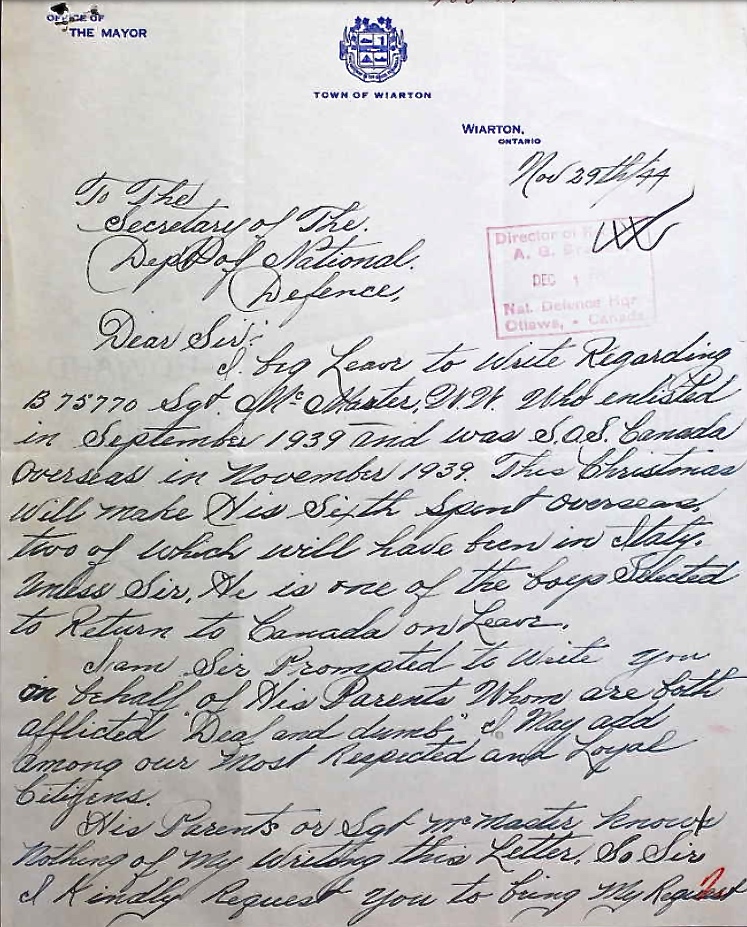 OFFICE OF
THE MAYOR
TOWN OF WIARTON
WIARTON,
ONTARIO
Nov 29th/44
To The
Secretary of The.
Dept of National.
Defence,
Director of
A. G.
DEC 1
Nat. Defence Hqr
Ottawa, - Canada
Dear Sir:
I. beg Leave to Write Regarding
B 75770 Sgt. Mc Master, W.W. Who enlisted
in September 1939 and was S.O.S. Canada
Overseas in November 1939. This Christmas
Will make His Sixth Spent overseas,
two of which will have been in Italy.
Unless Sir, He is one of the boys Selected
to Return to Canada on Leave.
I am Sir Prompted to Write you
on behalf of His Parents Whom are both
afflicted "Deaf and dumb," I. May add
among our Most Respected and Loyal
Citizens.
His Parents or Sgt McMaster know
Nothing of My Writing this Letter, So Sir
I Kindly Request You to bring My Request